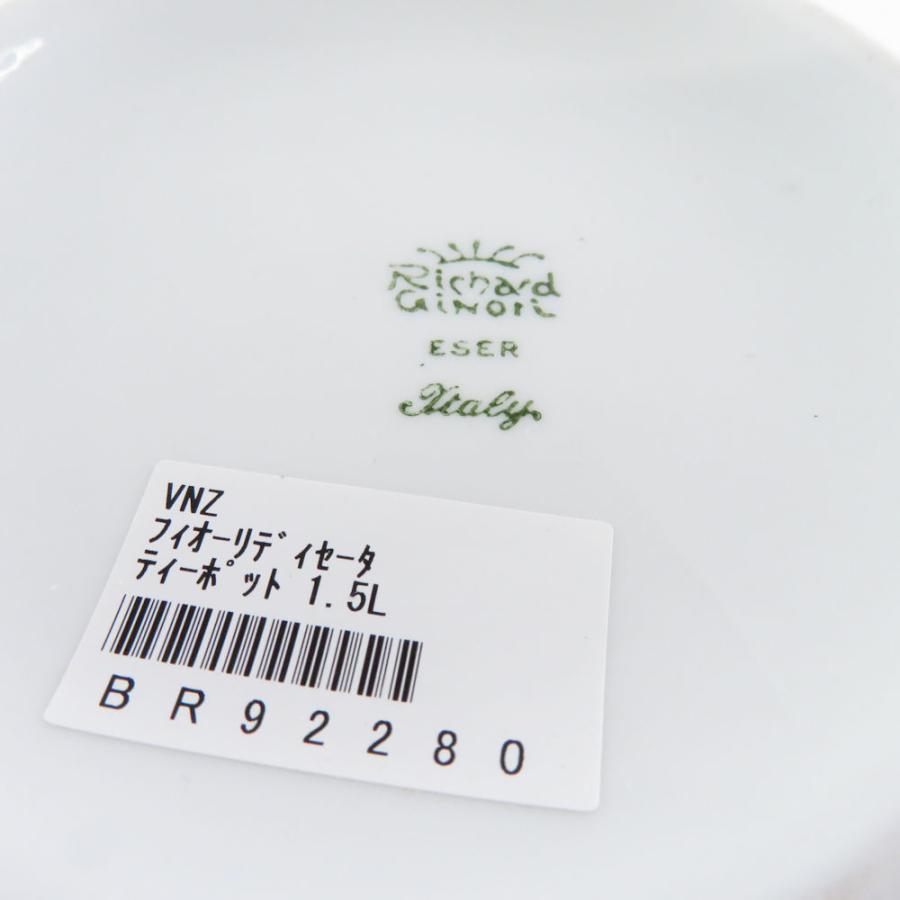 Richard
GINORI
ESER
Italy
VNZ
フィオーリディセータ
ティーポット 1.5L
BR92280